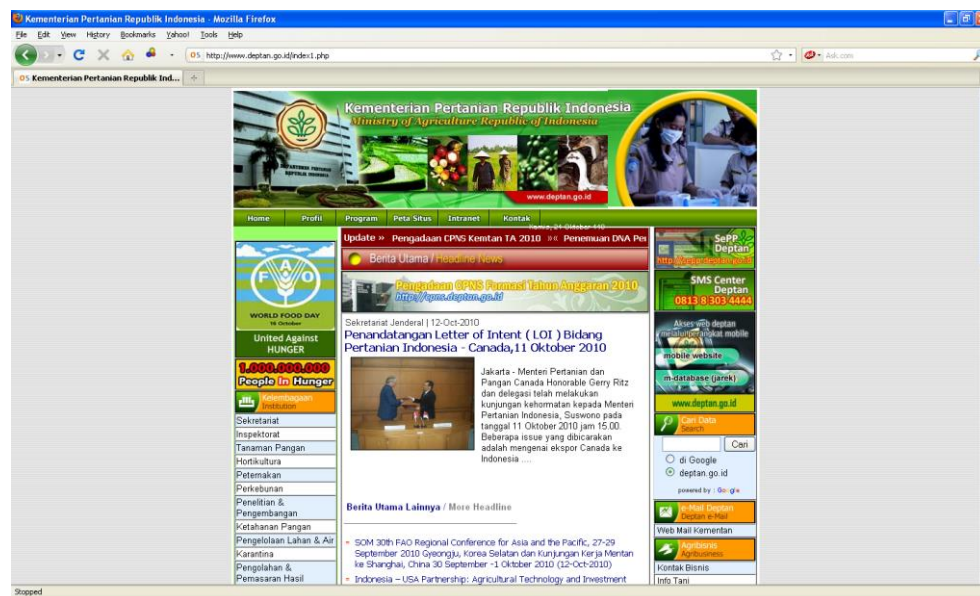 Kementerian Pertanian Republik Indonesia - Mozilla Firefox
File Edit View History Bookmarks Yahoo! Tools Help
http://www.deptan.go.id/index1.php
Ask.com
Kementerian Pertanian Republik Ind...
Kementerian Pertanian Republik Indonesia
Ministry of Agriculture Republic of Indonesia
DEPARTEMEN PERTANIAN
REPUBLIK INDONESIA
www.deptan.go.id
Home Profil Program Peta Situs Intranet Kontak
Kamis, 21 Oktober 110
FAO
WORLD FOOD DAY
16 October
United Against
HUNGER
1.000.000.000
People In Hunger
Kelembagaan
Institution
Sekretariat
Inspektorat
Tanaman Pangan
Hortikultura
Peternakan
Perkebunan
Penelitian &
Pengembangan
Ketahanan Pangan
Pengelolaan Lahan & Air
Karantina
Pengolahan &
Pemasaran Hasil
Update » Pengadaan CPNS Kemtan TA 2010 »« Penemuan DNA Pe
Berita Utama / Headline News
Pengadaan CPNS Formasi Tahun Anggaran 2010
http://cpns.deptan.go.id
Sekretariat Jenderal | 12-Oct-2010
Penandatangan Letter of Intent ( LOI ) Bidang
Pertanian Indonesia - Canada,11 Oktober 2010
Jakarta - Menteri Pertanian dan
Pangan Canada Honorable Gerry Ritz
dan delegasi telah melakukan
kunjungan kehormatan kepada Menteri
Pertanian Indonesia, Suswono pada
tanggal 11 Oktober 2010 jam 15.00.
Beberapa issue yang dibicarakan
adalah mengenai ekspor Canada ke
Indonesia ....
Berita Utama Lainnya / More Headline
SOM 30th FAO Regional Conference for Asia and the Pacific, 27-29
September 2010 Gyeongju, Korea Selatan dan Kunjungan Kerja Mentan
ke Shanghai, China 30 September -1 Oktober 2010 (12-Oct-2010)
Indonesia – USA Partnership: Agricultural Technology and Investment
SePP
Deptan
SMS Center
Deptan
0813 8 303 4444
Akses web deptan
melalui perangkat mobile
mobile website
m-database (jarek)
www.deptan.go.id
Cari Data
Search
Cari
di Google
deptan.go.id
powered by : Google
e-Mail Deptan
Deptan e-Mail
Web Mail Kementan
Agribisnis
Agribusiness
Kontak Bisnis
Info Tani
Stopped